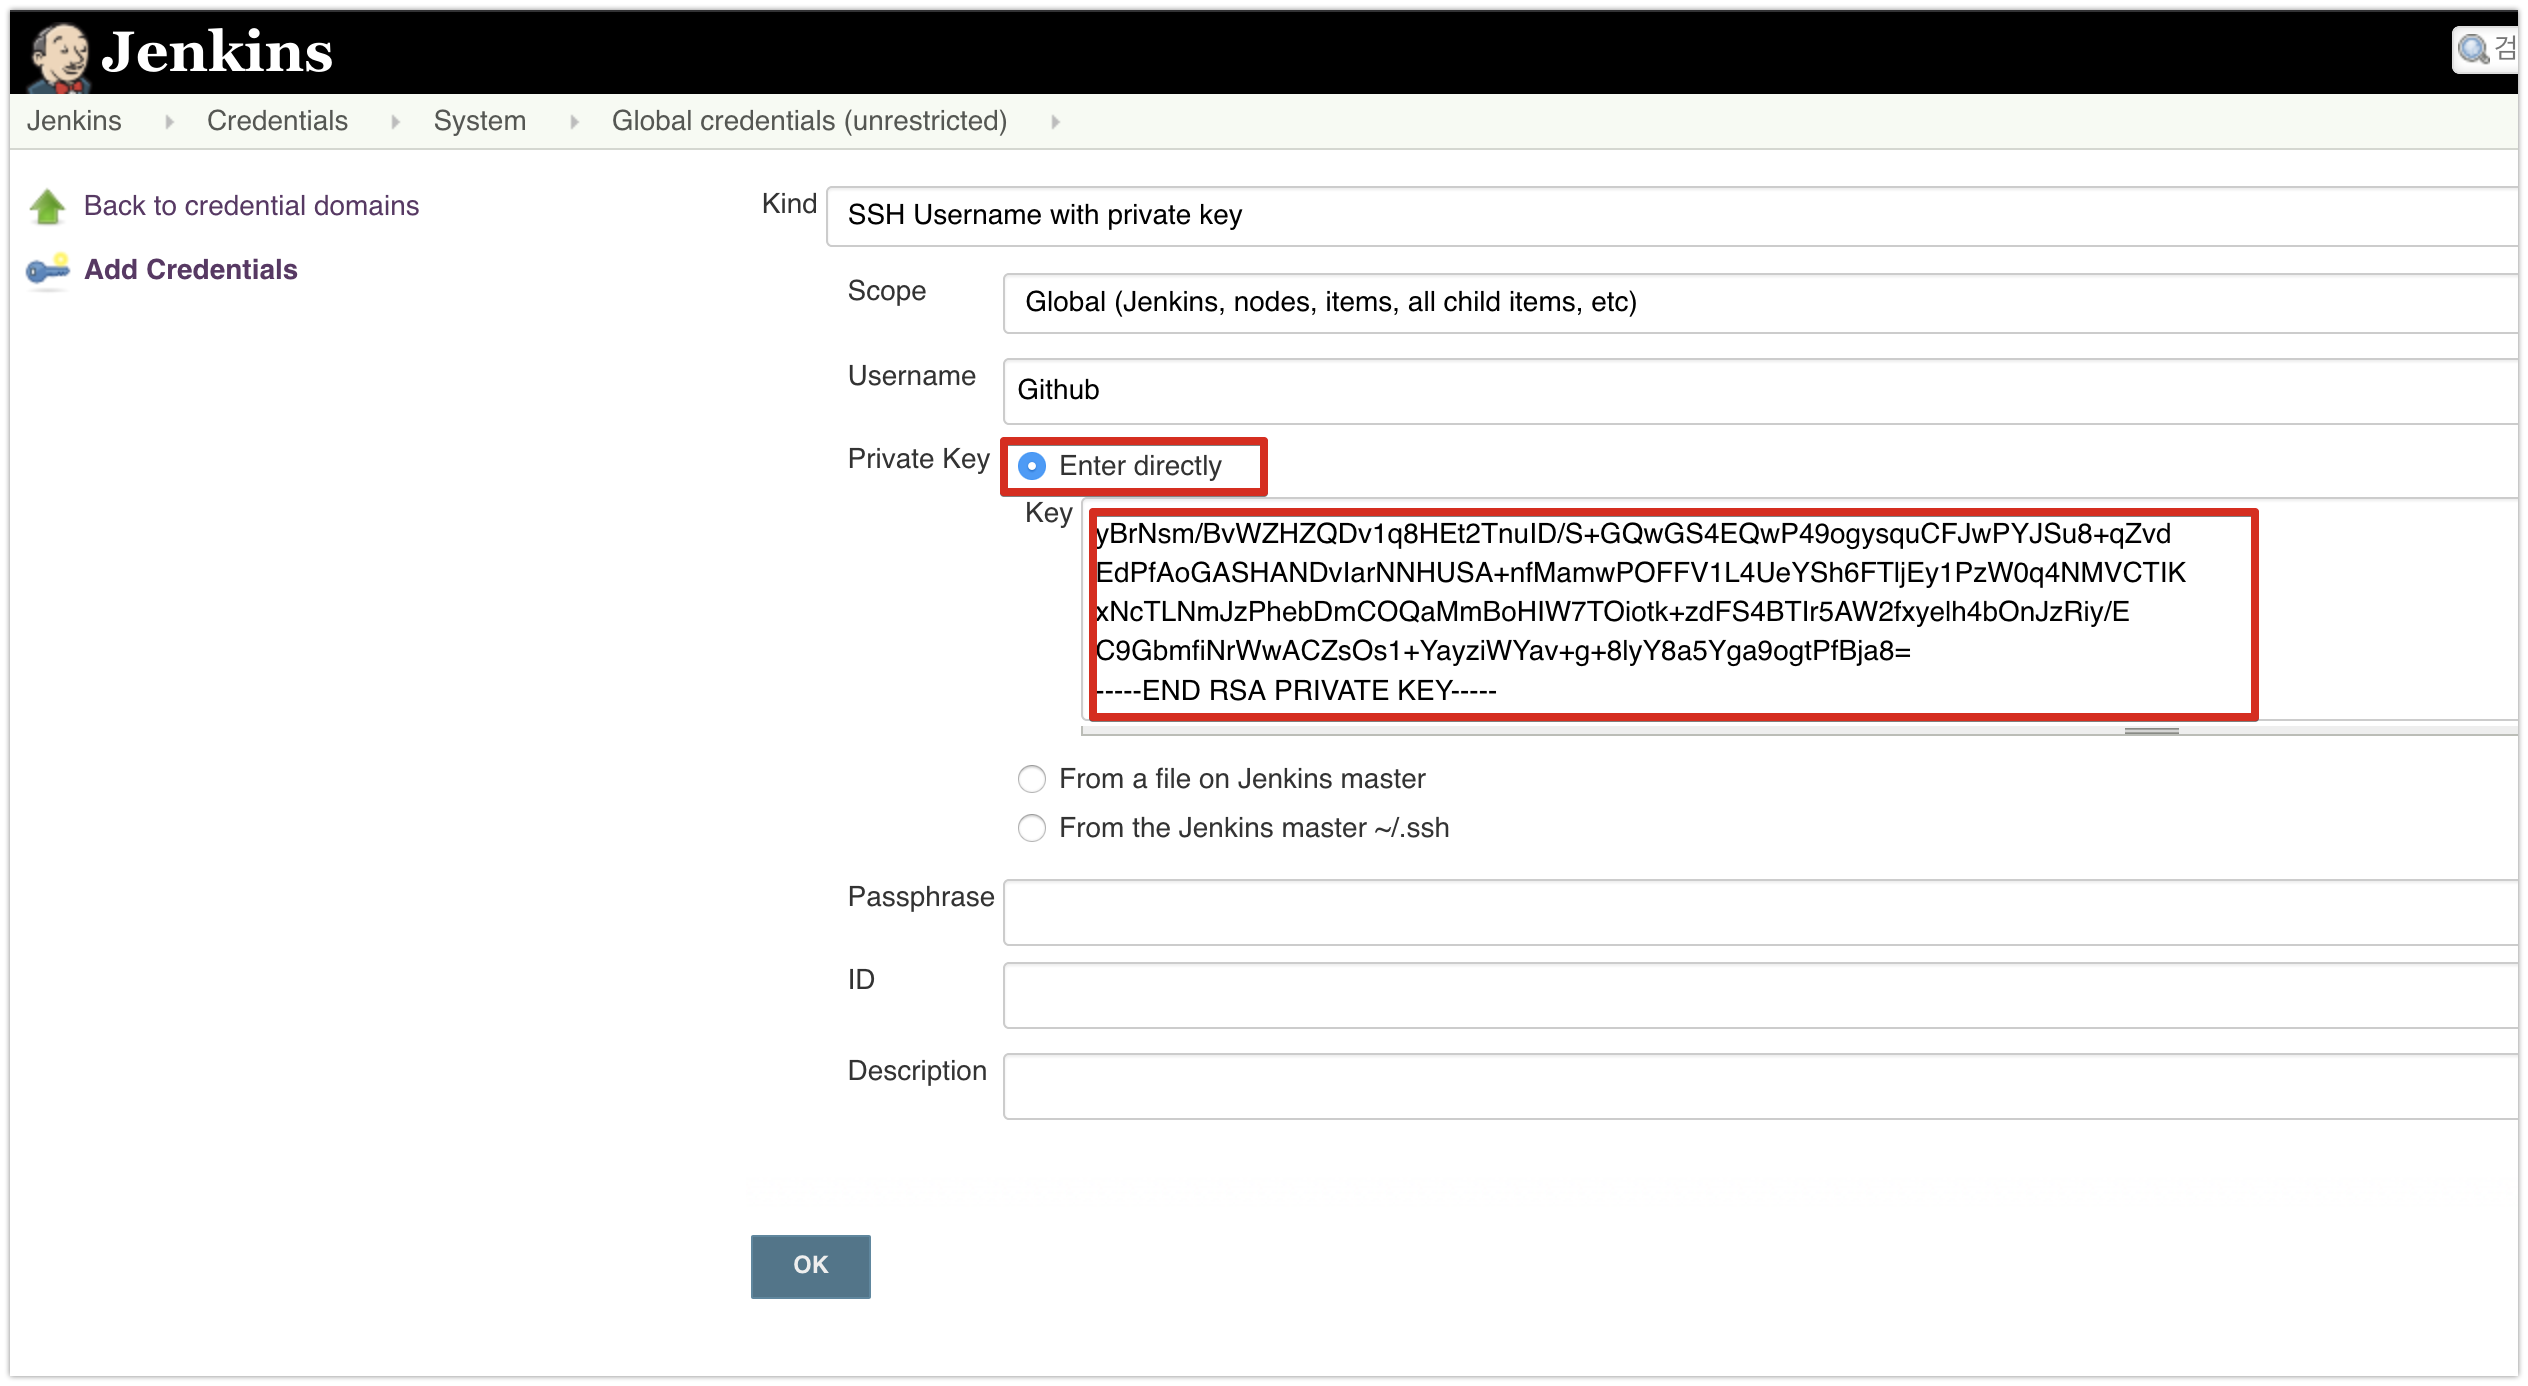 Jenkins
검
Jenkins
Credentials
System
Global credentials (unrestricted)
Back to credential domains
Add Credentials
Kind
SSH Username with private key
Scope
Global (Jenkins, nodes, items, all child items, etc)
Username
Github
Private Key
Enter directly
Key
yBrNsm/BvWZHZQDv1q8HEt2TnuID/S+GQwGS4EQwP49ogysquCFJwPYJSu8+qZvd
EdPfAoGASHANDvIarNNHUSA+nfMamwPOFFV1L4UeYSh6FTljEy1PzW0q4NMVCTIK
xNcTLNmJzPhebDmCOQaMmBoHIW7TOiotk+zdFS4BTIr5AW2fxyelh4bOnJzRiy/E
C9GbmfiNrWwACZsOs1+YayziWYav+g+8lyY8a5Yga9ogtPfBja8=
-----END RSA PRIVATE KEY-----
From a file on Jenkins master
From the Jenkins master ~/.ssh
Passphrase
ID
Description
OK